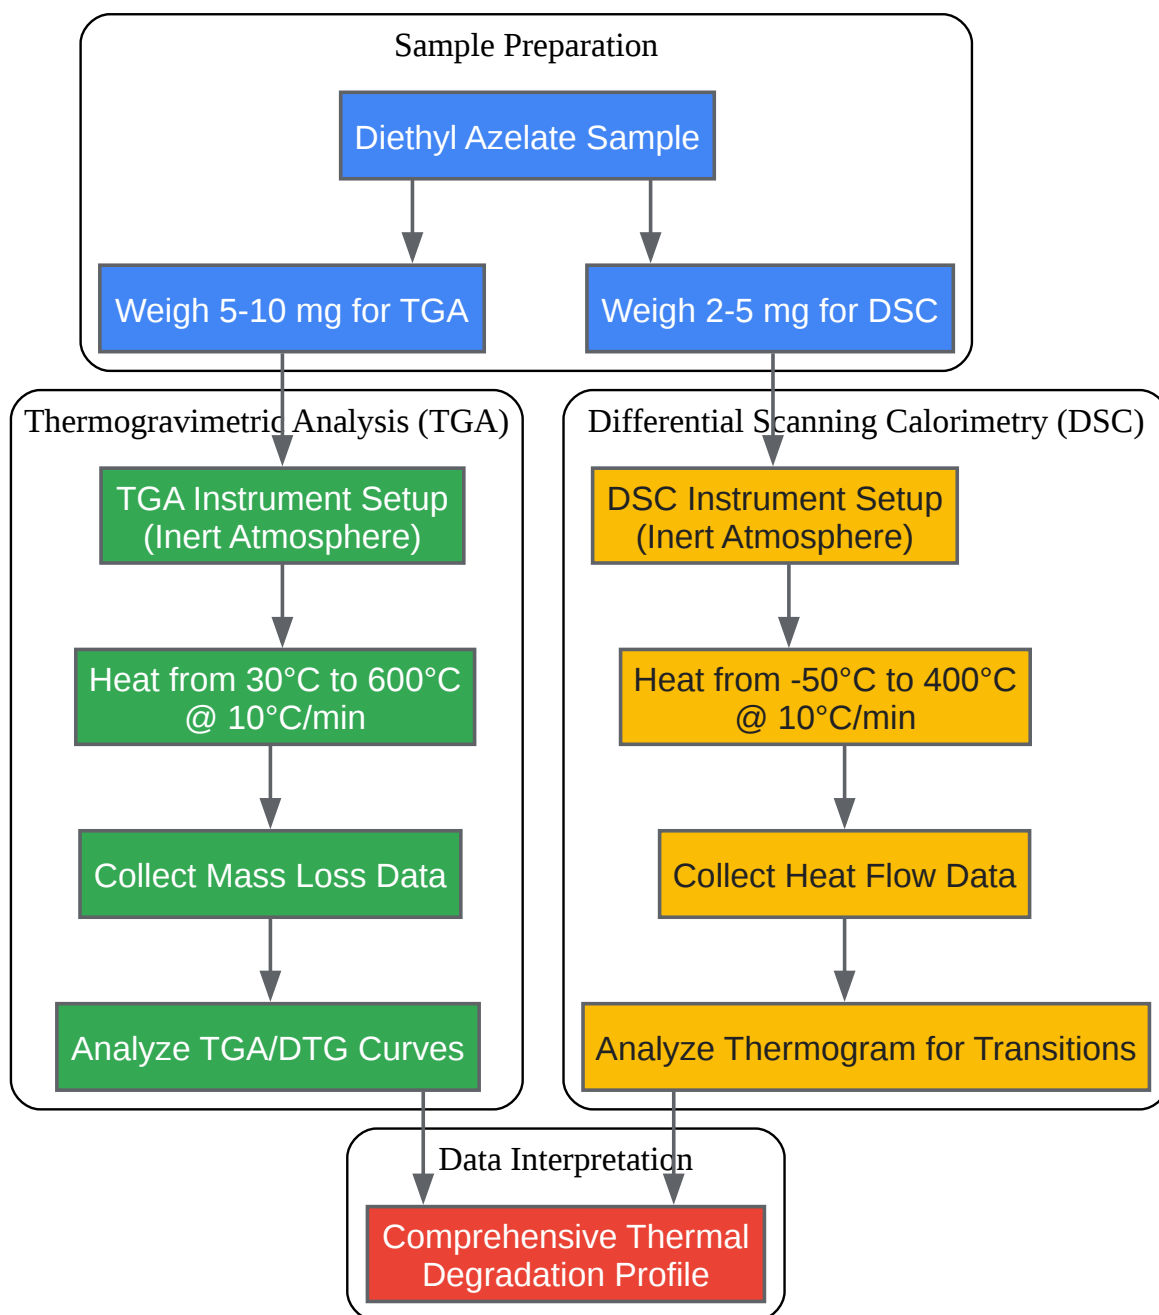 Sample Preparation
Diethyl Azelate Sample
Weigh 5-10 mg for TGA
Weigh 2-5 mg for DSC
Thermogravimetric Analysis (TGA)
TGA Instrument Setup
(Inert Atmosphere)
Heat from 30°C to 600°C
@ 10°C/min
Collect Mass Loss Data
Analyze TGA/DTG Curves
Differential Scanning Calorimetry (DSC)
DSC Instrument Setup
(Inert Atmosphere)
Heat from -50°C to 400°C
@ 10°C/min
Collect Heat Flow Data
Analyze Thermogram for Transitions
Data Interpretation
Comprehensive Thermal
Degradation Profile